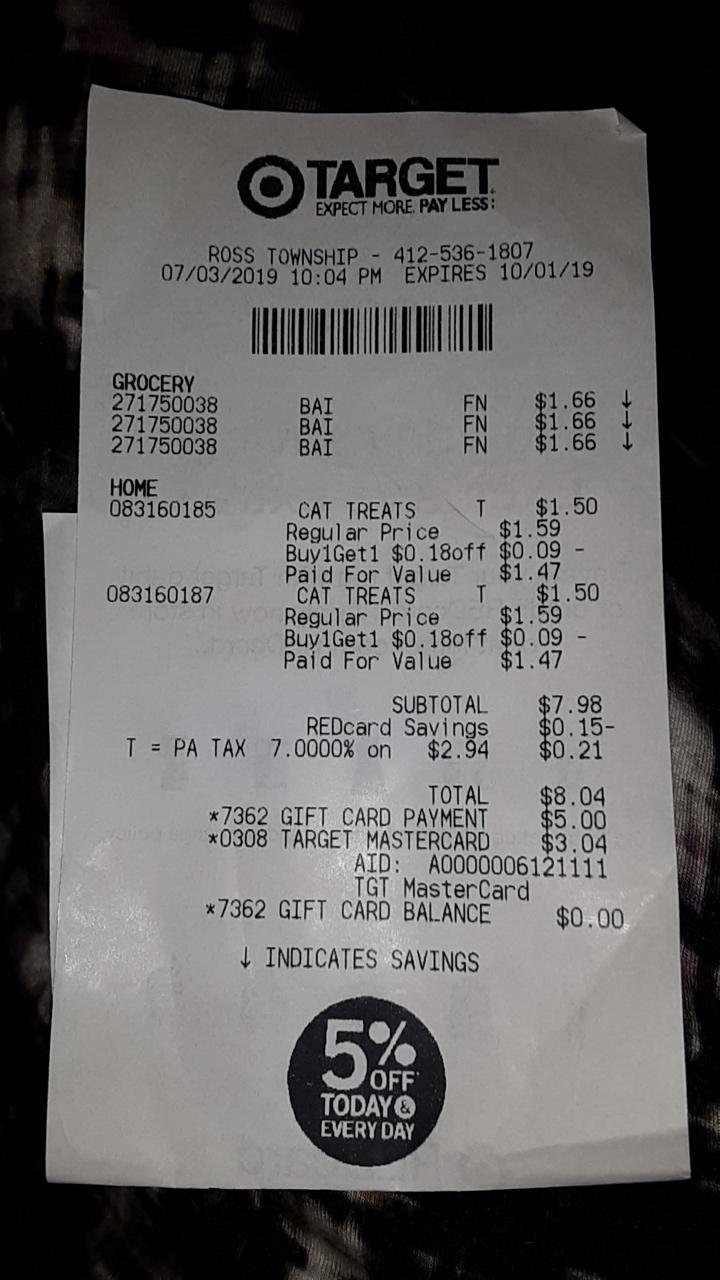 TARGET
EXPECT MORE. PAY LESS.
ROSS TOWNSHIP - 412-536-1807
07/03/2019 10:04 PM EXPIRES 10/01/19
GROCERY
271750038 BAI FN $1.66 ↓
271750038 BAI FN $1.66 ↓
271750038 BAI FN $1.66 ↓
HOME
083160185 CAT TREATS T $1.50
Regular Price $1.59
Buy1Get1 $0.18off $0.09 -
Paid For Value $1.47
083160187 CAT TREATS T $1.50
Regular Price $1.59
Buy1Get1 $0.18off $0.09 -
Paid For Value $1.47
SUBTOTAL $7.98
REDcard Savings $0.15-
T = PA TAX 7.0000% on $2.94 $0.21
TOTAL $8.04
*7362 GIFT CARD PAYMENT $5.00
*0308 TARGET MASTERCARD $3.04
AID: A0000006121111
TGT MasterCard
*7362 GIFT CARD BALANCE $0.00
↓ INDICATES SAVINGS
5%
OFF
TODAY &
EVERY DAY